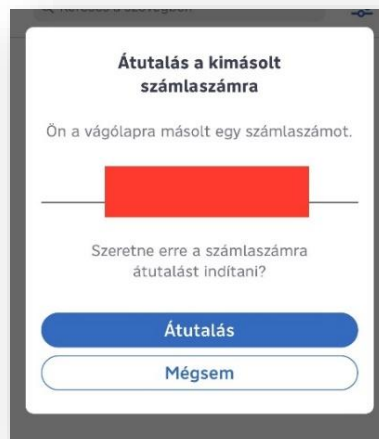 Átutalás a kimásolt
számlaszámra
Ön a vágólapra másolt egy számlaszámot.
Szeretne erre a számlaszámra
átutalást indítani?
Átutalás
Mégsem